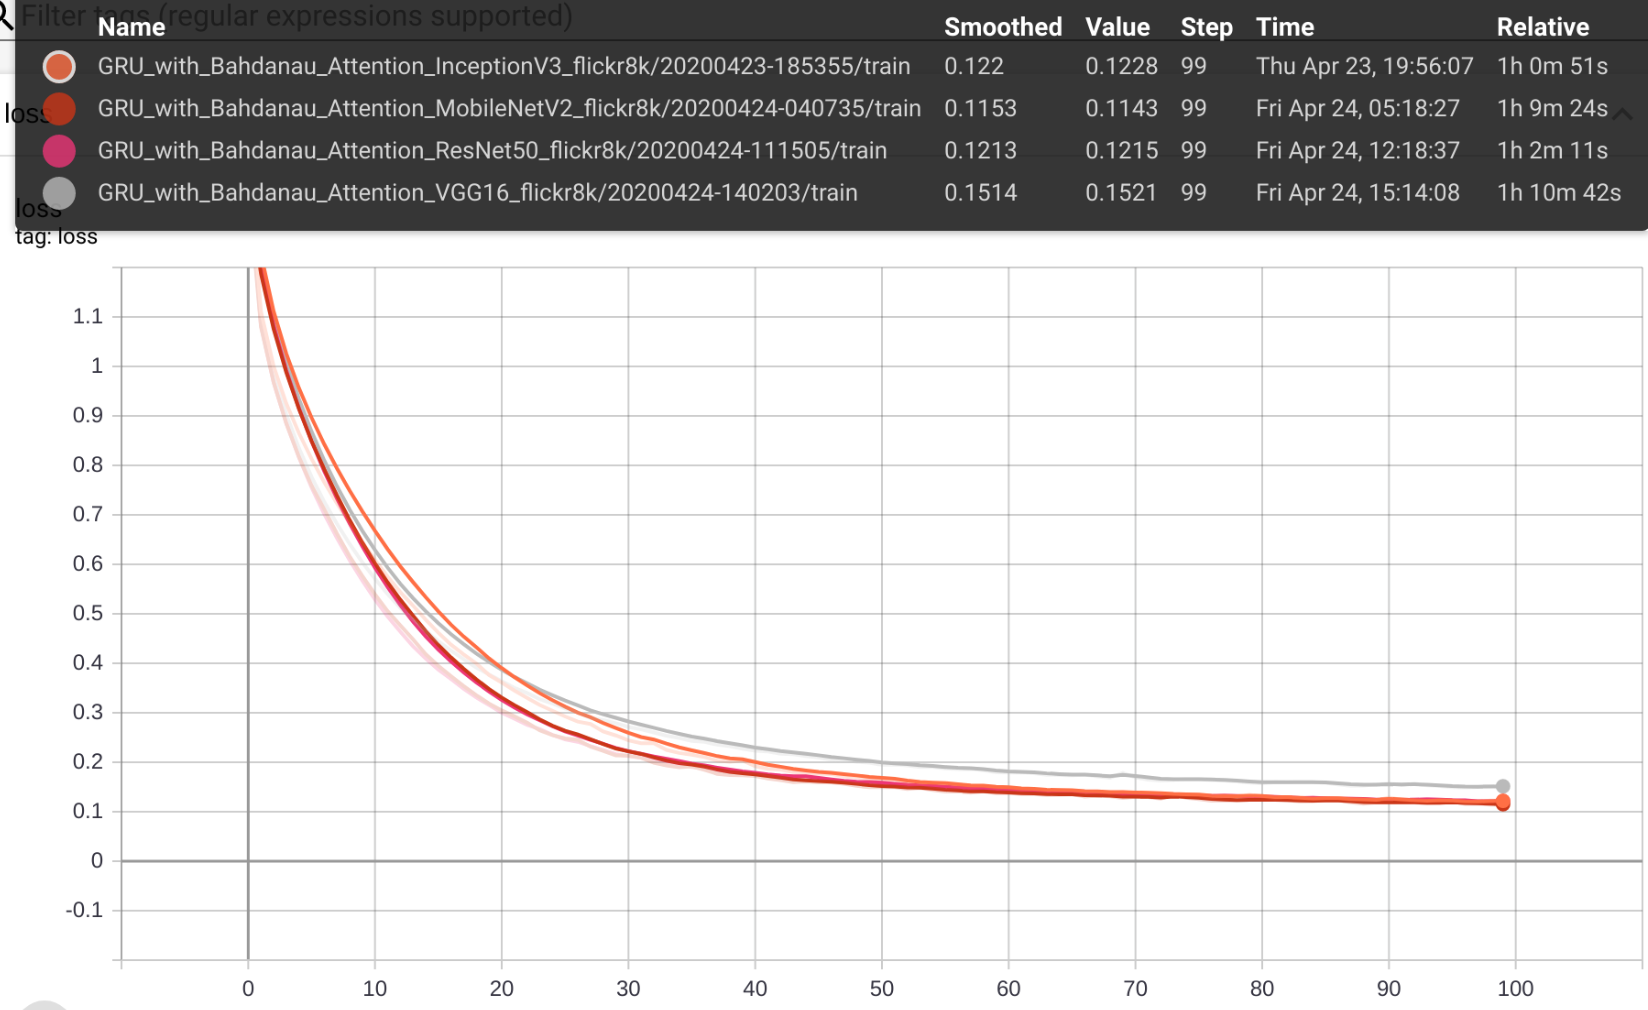 Filter tags (regular expressions supported)
Name Smoothed Value Step Time Relative
GRU_with_Bahdanau_Attention_InceptionV3_flickr8k/20200423-185355/train 0.122 0.1228 99 Thu Apr 23, 19:56:07 1h 0m 51s
loss
GRU_with_Bahdanau_Attention_MobileNetV2_flickr8k/20200424-040735/train 0.1153 0.1143 99 Fri Apr 24, 05:18:27 1h 9m 24s
GRU_with_Bahdanau_Attention_ResNet50_flickr8k/20200424-111505/train 0.1213 0.1215 99 Fri Apr 24, 12:18:37 1h 2m 11s
GRU_with_Bahdanau_Attention_VGG16_flickr8k/20200424-140203/train 0.1514 0.1521 99 Fri Apr 24, 15:14:08 1h 10m 42s
loss
tag: loss
1.1
1
0.9
0.8
0.7
0.6
0.5
0.4
0.3
0.2
0.1
0
-0.1
0 10 20 30 40 50 60 70 80 90 100